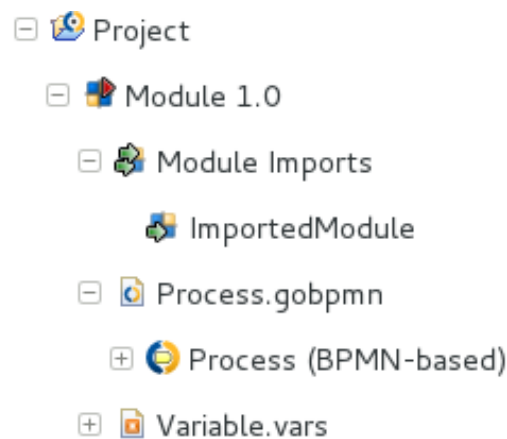 Project
Module 1.0
Module Imports
ImportedModule
Process.gobpmn
Process (BPMN-based)
Variable.vars